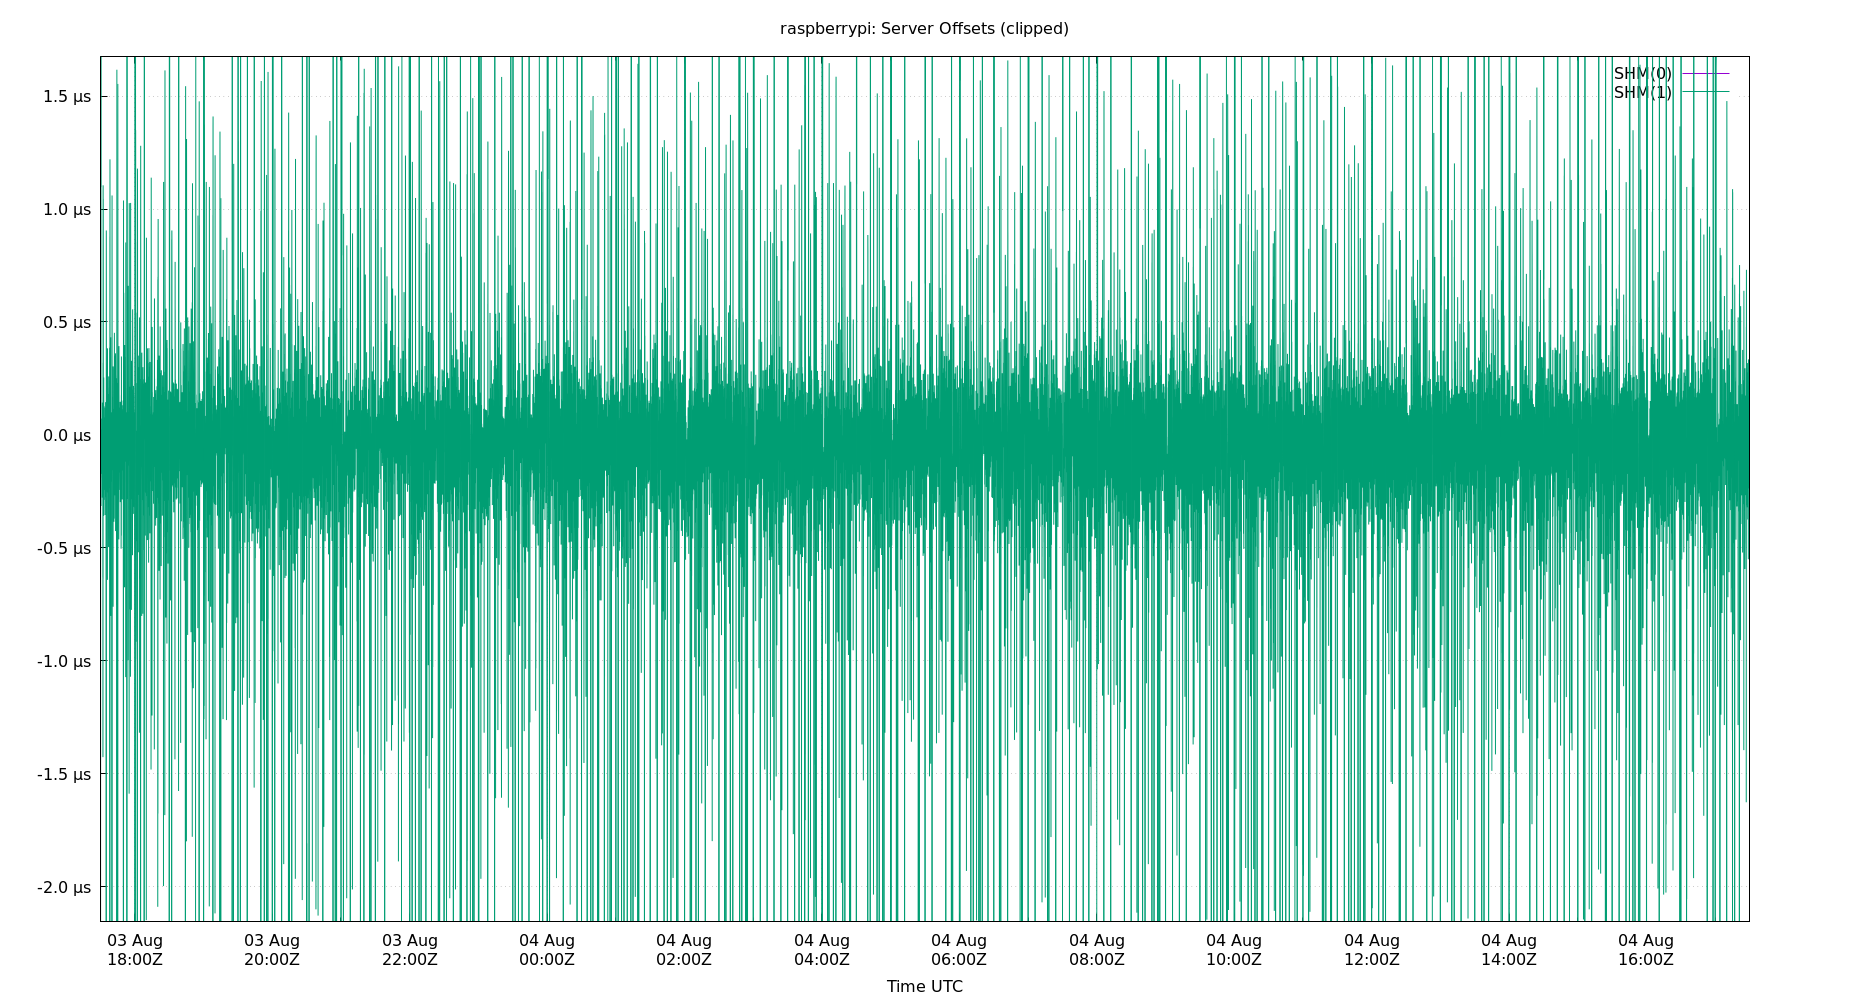 raspberrypi: Server Offsets (clipped)
SHM(0)
SHM(1)
1.5 µs
1.0 µs
0.5 µs
0.0 µs
-0.5 µs
-1.0 µs
-1.5 µs
-2.0 µs
03 Aug 03 Aug 03 Aug 04 Aug 04 Aug 04 Aug 04 Aug 04 Aug 04 Aug 04 Aug 04 Aug 04 Aug
18:00Z 20:00Z 22:00Z 00:00Z 02:00Z 04:00Z 06:00Z 08:00Z 10:00Z 12:00Z 14:00Z 16:00Z
Time UTC